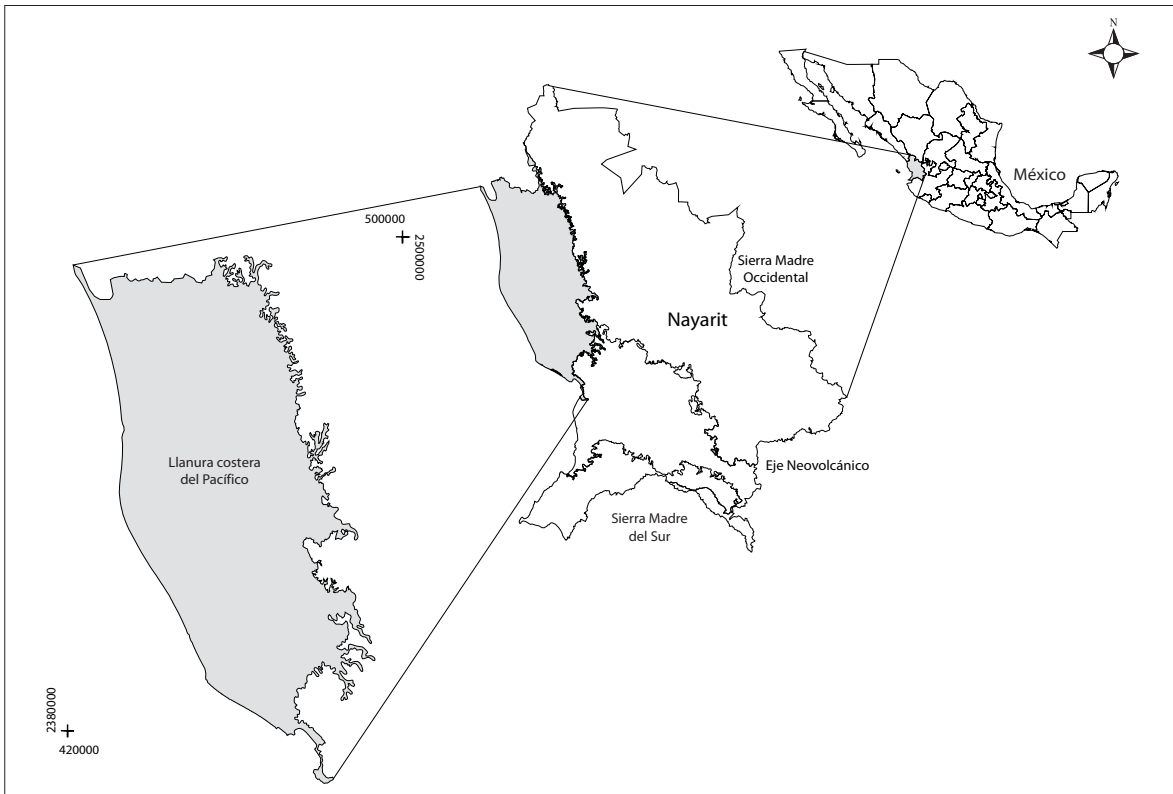 N
México
500000
2500000
Sierra Madre
Occidental
Nayarit
Llanura costera
del Pacífico
Eje Neovolcánico
Sierra Madre
del Sur
2380000
420000